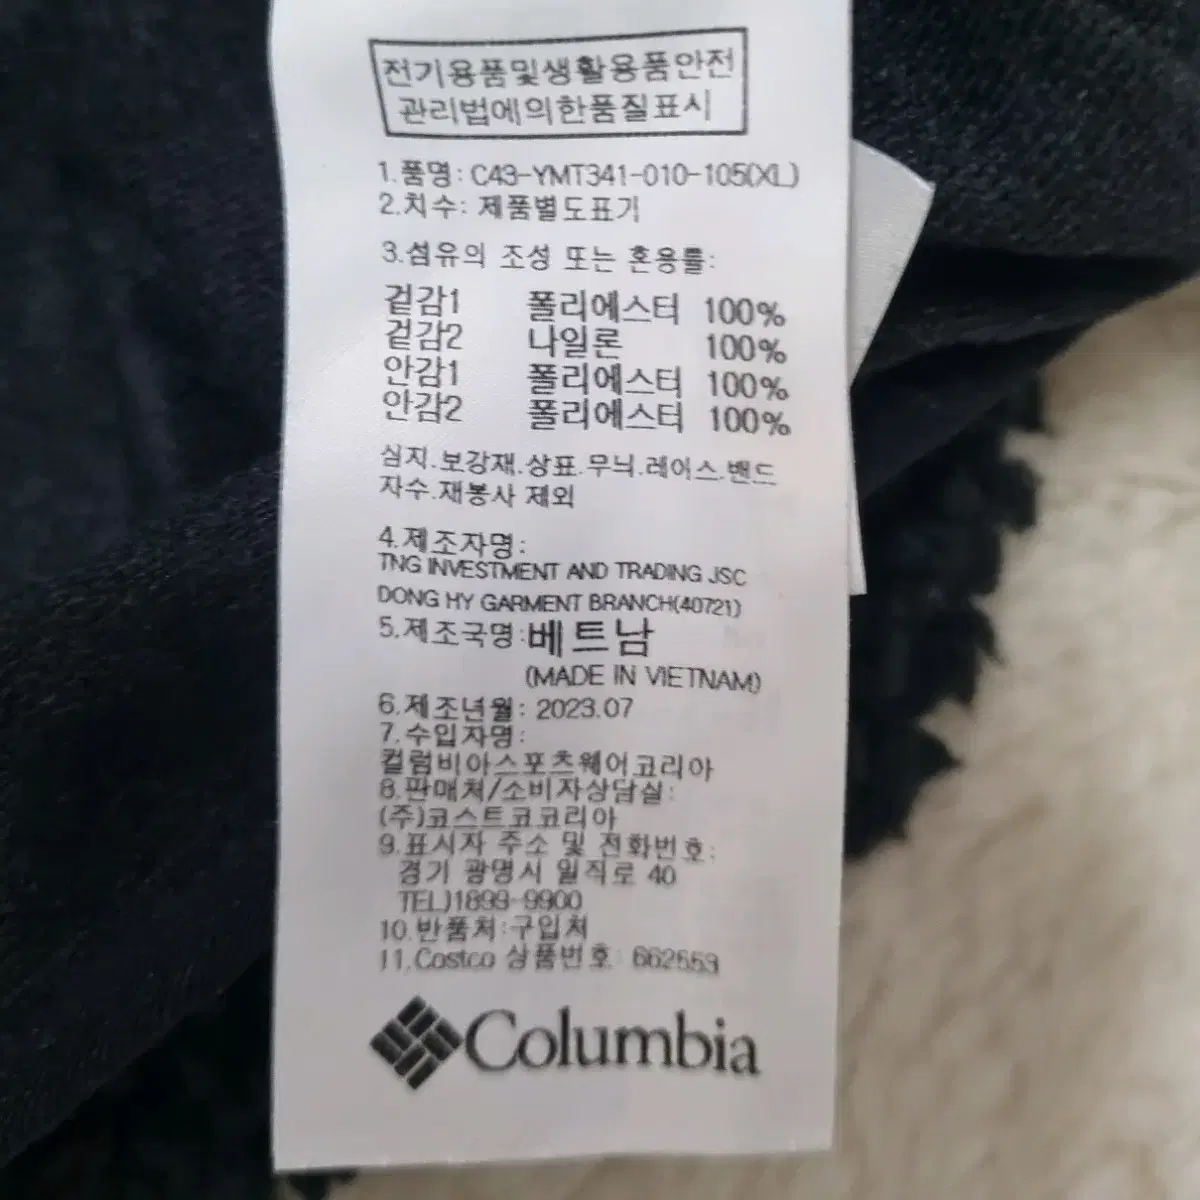 전기용품및생활용품안전
관리법에의한품질표시
1.품명: C43-YMT341-010-105(XL)
2.치수: 제품별도표기
3.섬유의 조성 또는 혼용률:
겉감1 폴리에스터 100%
겉감2 나일론 100%
안감1 폴리에스터 100%
안감2 폴리에스터 100%
심지.보강재.상표.무늬.레이스.밴드
자수.재봉사 제외
4.제조자명:
TNG INVESTMENT AND TRADING JSC
DONG HY GARMENT BRANCH(40721)
5.제조국명:베트남
(MADE IN VIETNAM)
6.제조년월: 2023.07
7.수입자명:
컬럼비아스포츠웨어코리아
8.판매처/소비자상담실:
(주)코스트코코리아
9.표시자 주소 및 전화번호:
경기 광명시 일직로 40
TEL)1899-9900
10.반품처:구입처
11.Costco 상품번호: 662553
Columbia